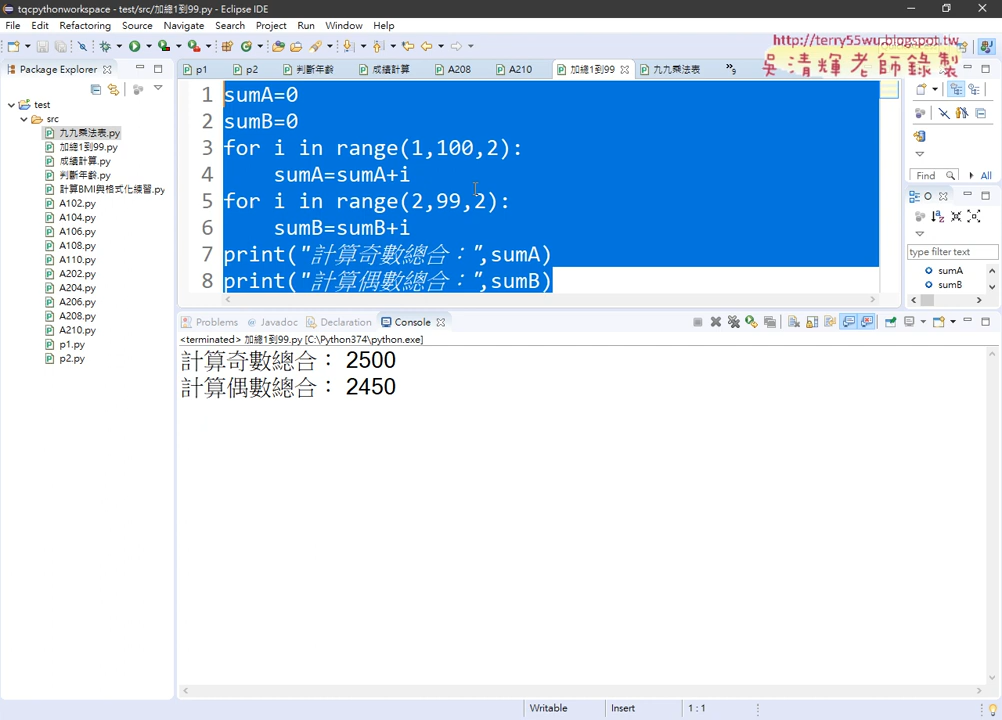 tqcpythonworkspace - test/src/加總1到99.py - Eclipse IDE
File Edit Source Refactoring Navigate Search Project Run Window Help
http://terry55wu.blogspot.tw
吳清輝老師錄製
Package Explorer
p1 p2 判斷年齡 成績計算 A208 A210 加總1到99 九九乘法表 »9
test
src
九九乘法表.py
加總1到99.py
成績計算.py
判斷年齡.py
計算BMI與格式化練習.py
A102.py
A104.py
A106.py
A108.py
A110.py
A202.py
A204.py
A206.py
A208.py
A210.py
p1.py
p2.py
1 sumA=0
2 sumB=0
3 for i in range(1,100,2):
4 sumA=sumA+i
5 for i in range(2,99,2):
6 sumB=sumB+i
7 print("計算奇數總合：",sumA)
8 print("計算偶數總合：",sumB)
Find All
type filter text
sumA
sumB
Problems Javadoc Declaration Console
<terminated> 加總1到99.py [C:\Python374\python.exe]
計算奇數總合： 2500
計算偶數總合： 2450
Writable Insert 1 : 1